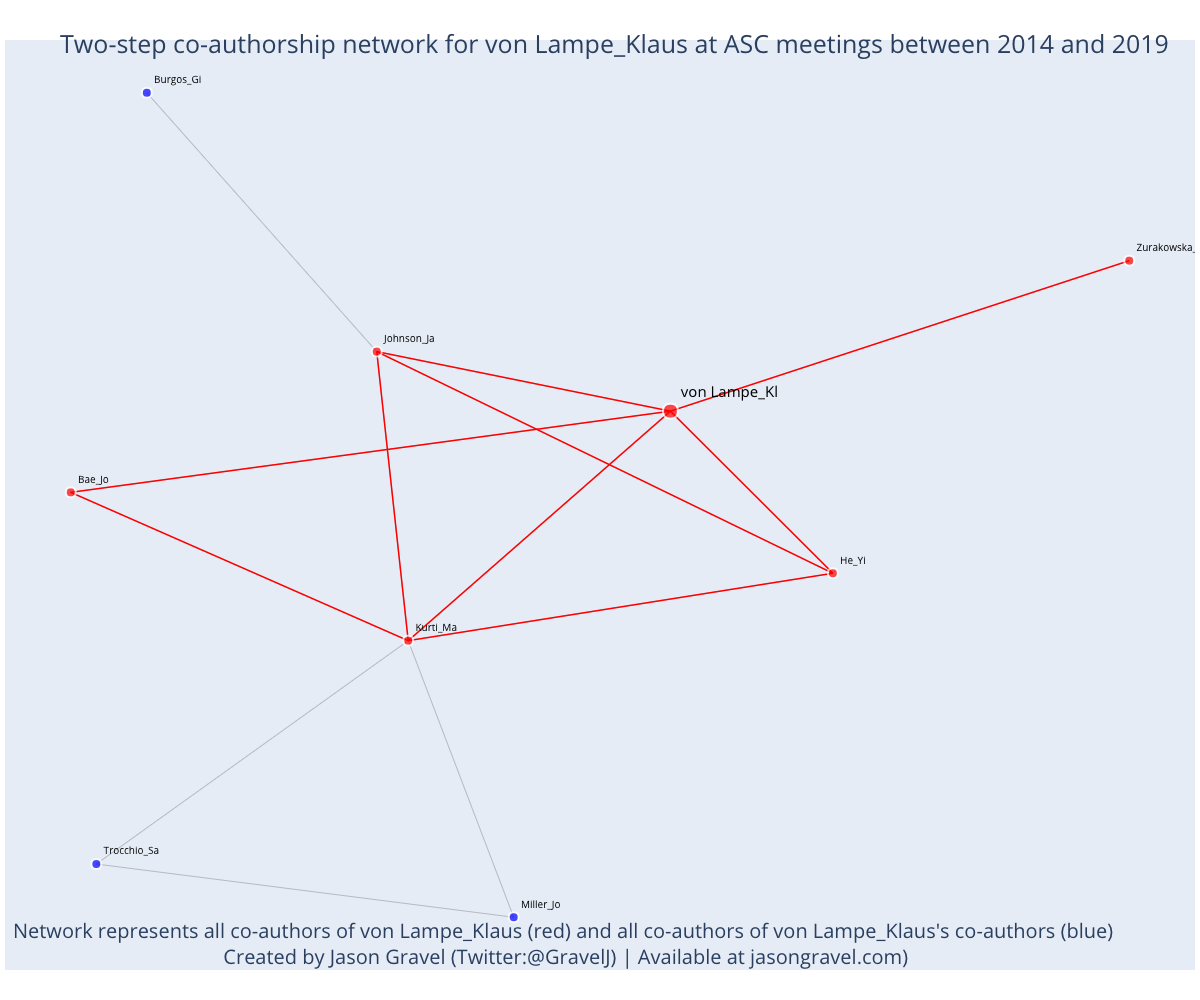 Two-step co-authorship network for von Lampe_Klaus at ASC meetings between 2014 and 2019
Burgos_Gi
Zurakowska_
Johnson_Ja
von Lampe_Kl
Bae_Jo
He_Yi
Kurti_Ma
Trocchio_Sa
Miller_Jo
Network represents all co-authors of von Lampe_Klaus (red) and all co-authors of von Lampe_Klaus's co-authors (blue)
Created by Jason Gravel (Twitter:@GravelJ) | Available at jasongravel.com)